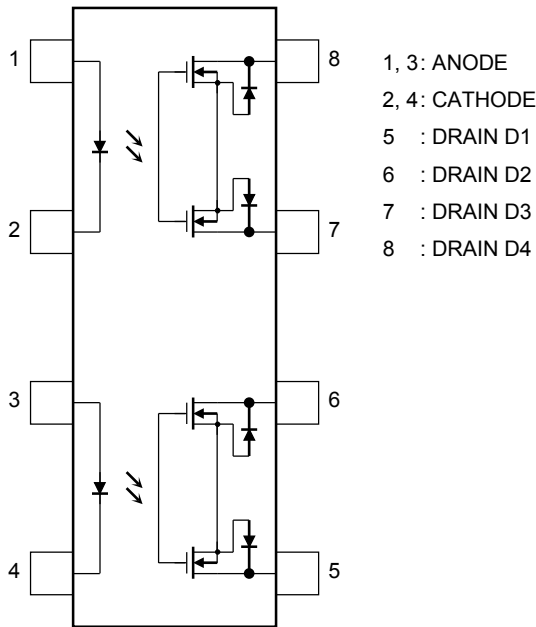 1
8
2
7
3
6
4
5
1, 3: ANODE
2, 4: CATHODE
5 : DRAIN D1
6 : DRAIN D2
7 : DRAIN D3
8 : DRAIN D4